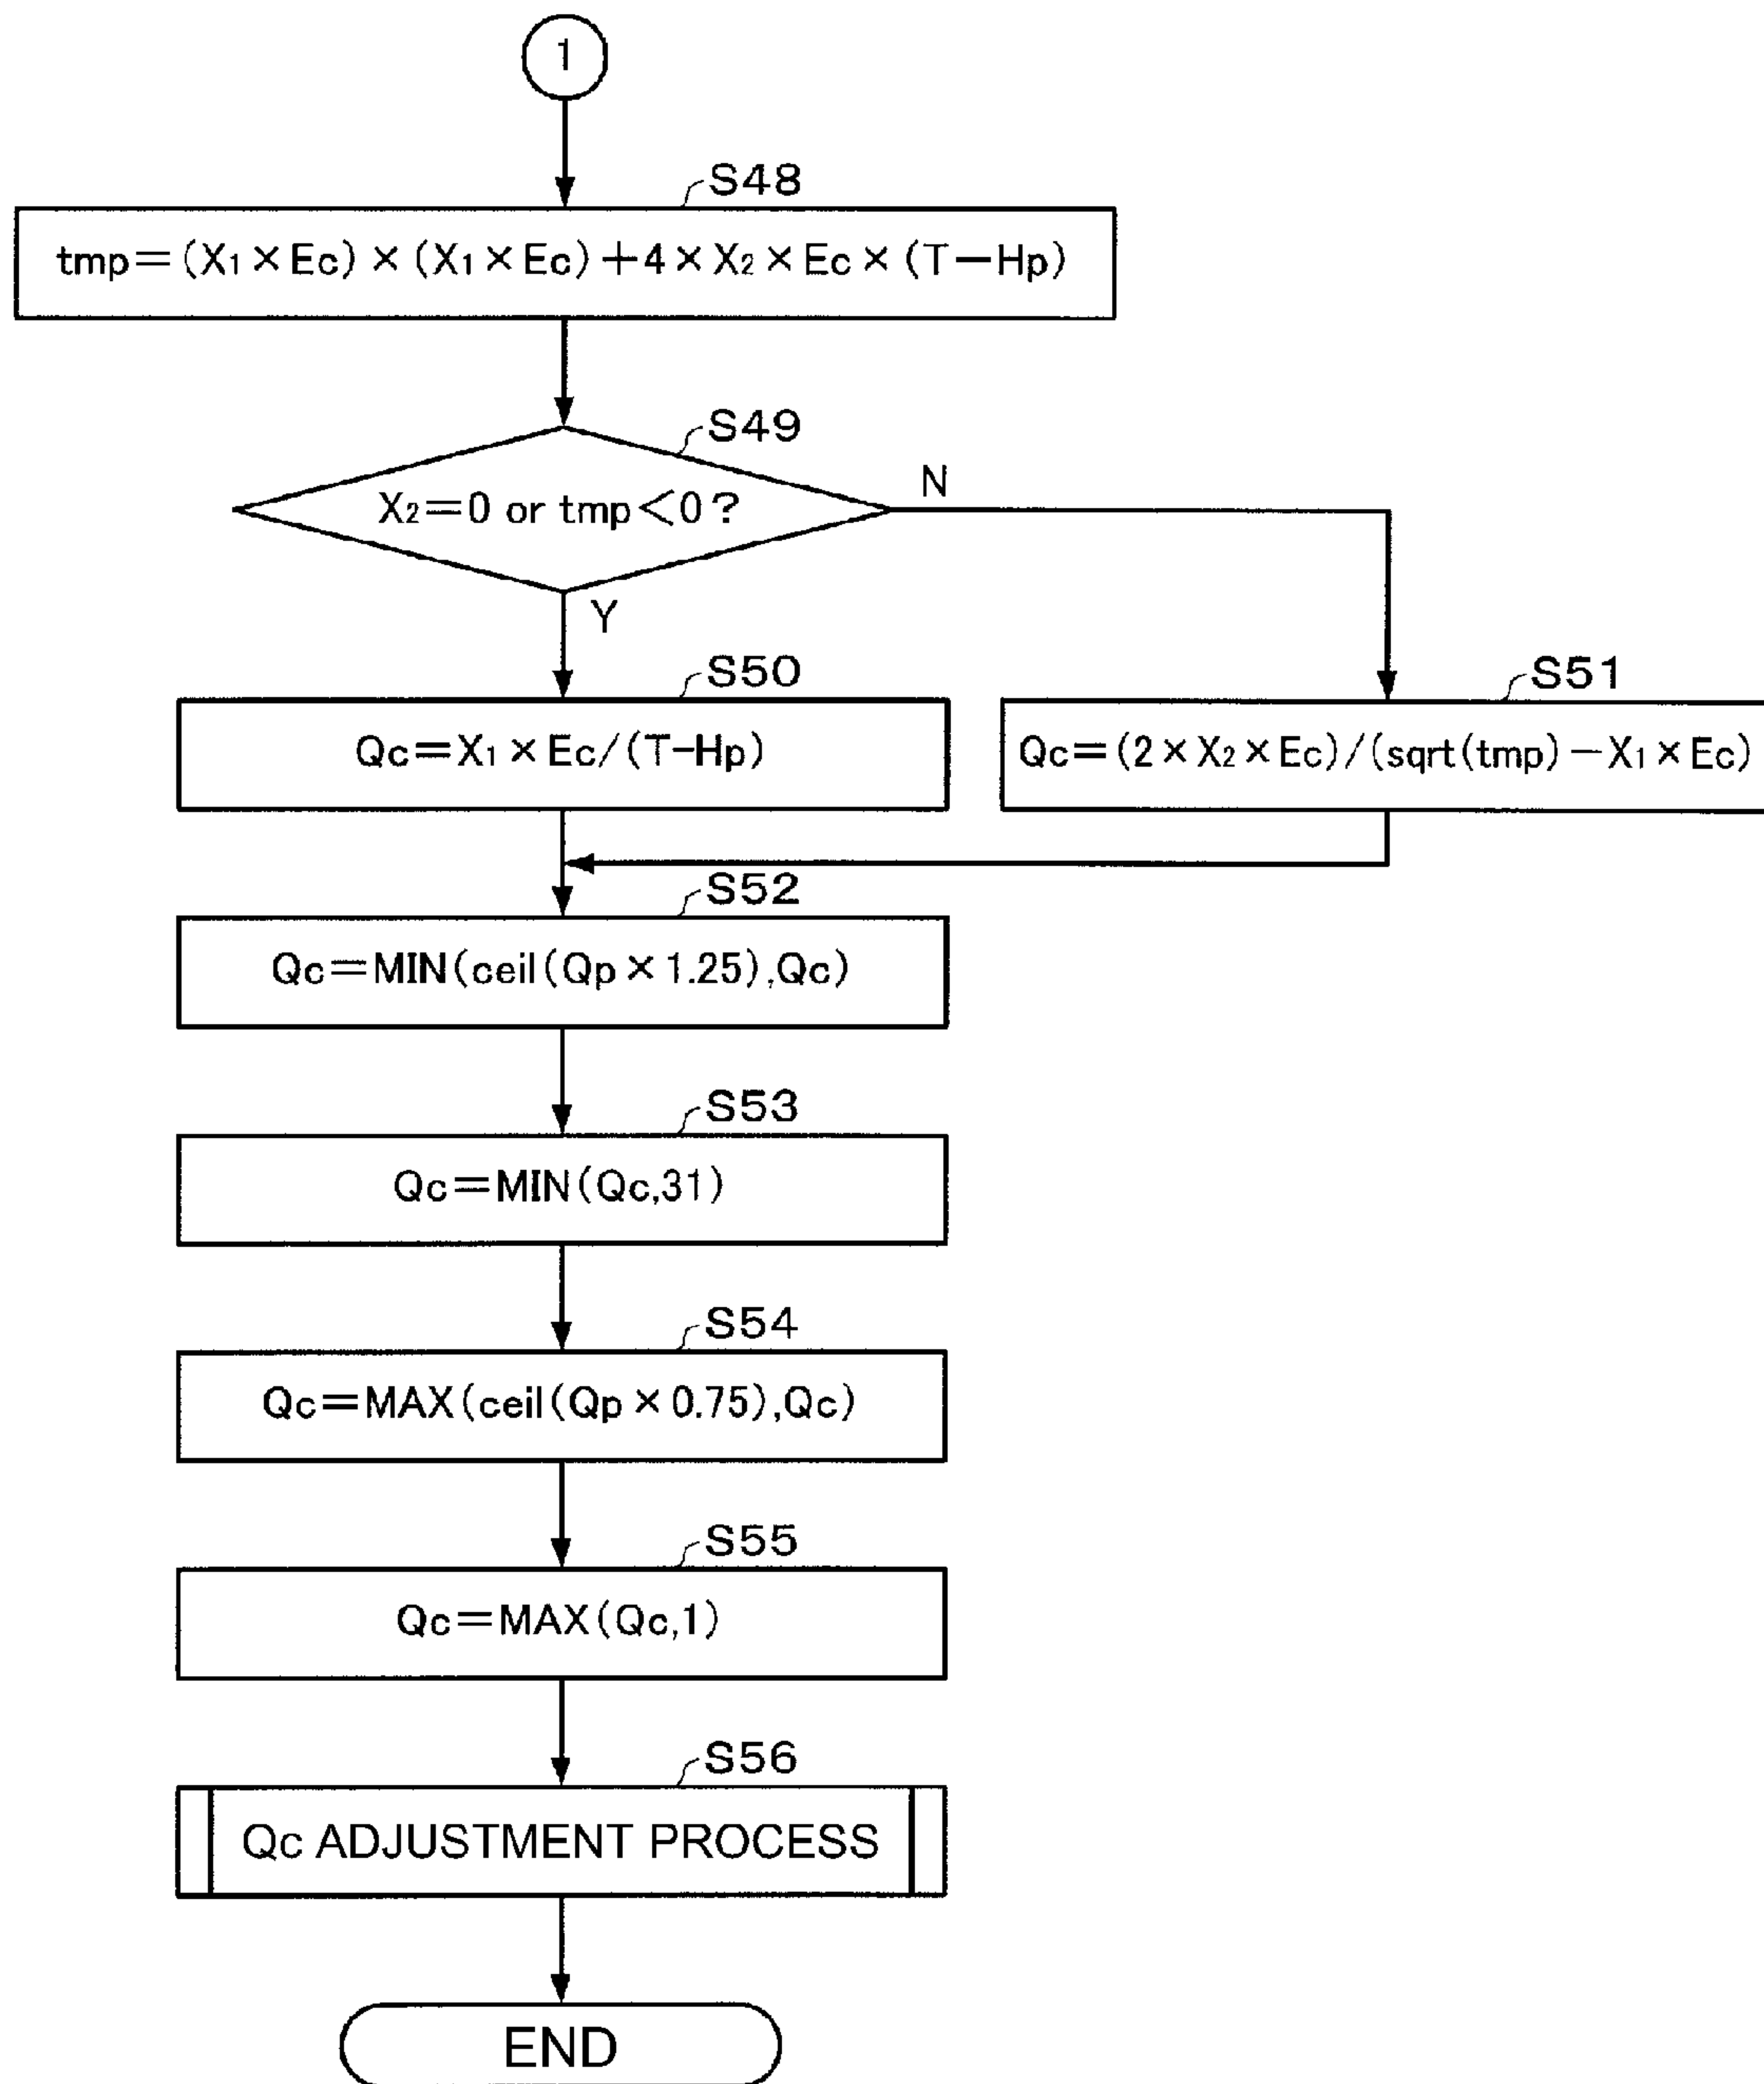 1
S48
tmp=(X₁×Ec)×(X₁×Ec)+4×X₂×Ec×(T-Hp)
S49
X₂=0 or tmp<0?
N
Y
S50
Qc=X₁×Ec/(T-Hp)
S51
Qc=(2×X₂×Ec)/(sqrt(tmp)-X₁×Ec)
S52
Qc=MIN(ceil(Qp×1.25),Qc)
S53
Qc=MIN(Qc,31)
S54
Qc=MAX(ceil(Qp×0.75),Qc)
S55
Qc=MAX(Qc,1)
S56
Qc ADJUSTMENT PROCESS
END